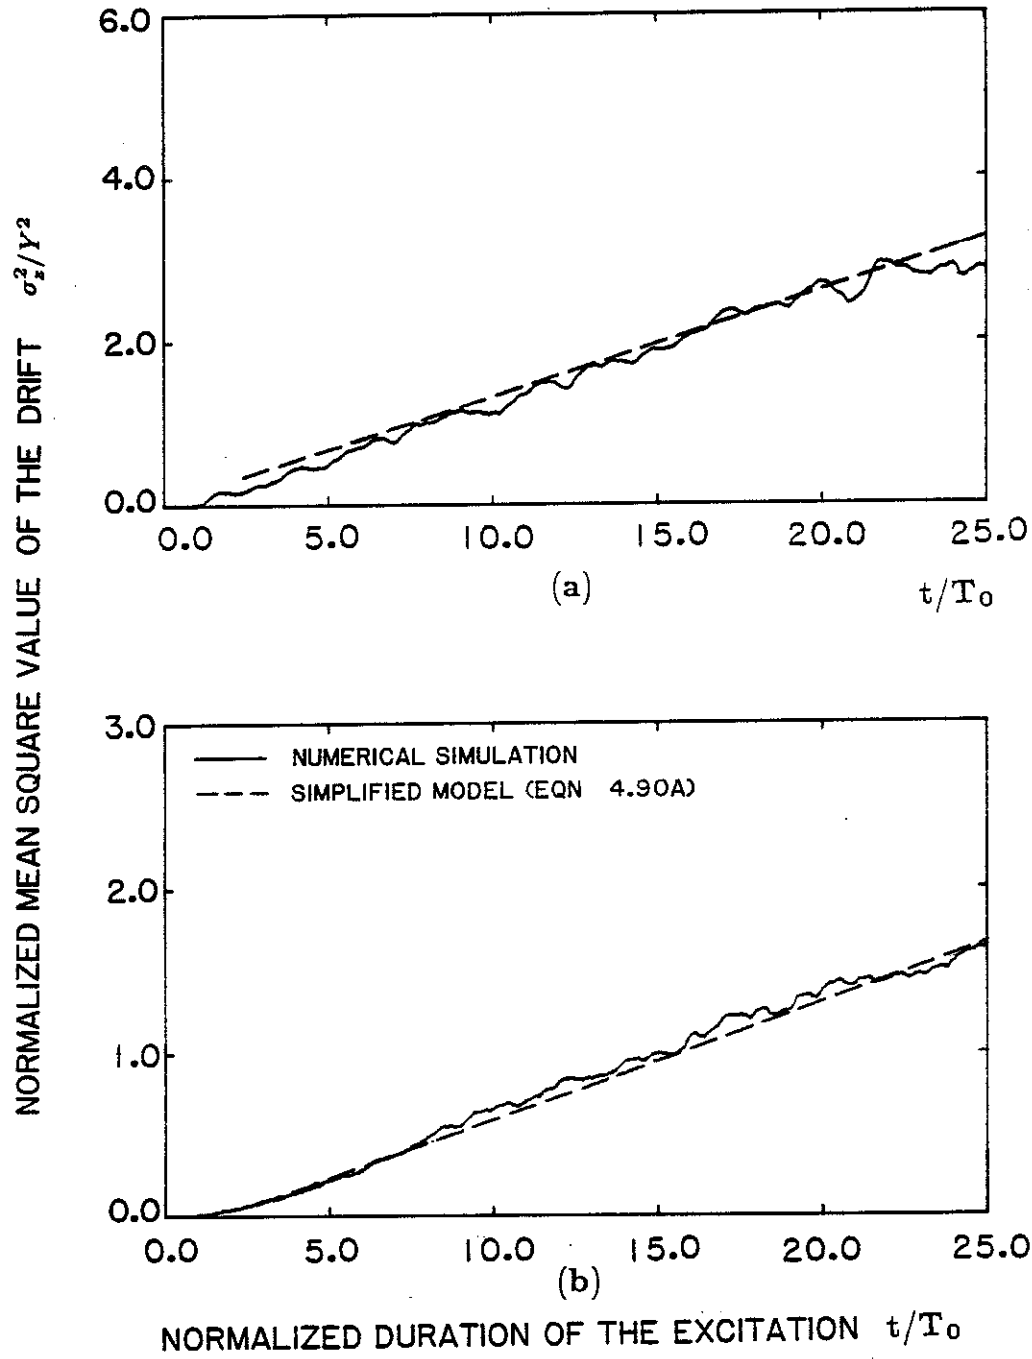 NORMALIZED MEAN SQUARE VALUE OF THE DRIFT σ_z^2/Y^2
6.0
4.0
2.0
0.0
0.0 5.0 10.0 15.0 20.0 25.0
(a)
t/T₀
3.0
2.0
1.0
0.0
NUMERICAL SIMULATION
SIMPLIFIED MODEL (EQN 4.90A)
0.0 5.0 10.0 15.0 20.0 25.0
(b)
NORMALIZED DURATION OF THE EXCITATION t/T₀